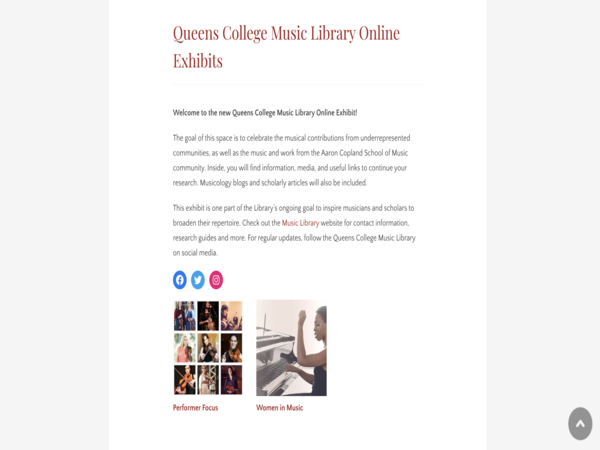 Queens College Music Library Online
Exhibits
Welcome to the new Queens College Music Library Online Exhibit!
The goal of this space is to celebrate the musical contributions from underrepresented
communities, as well as the music and work from the Aaron Copland School of Music
community. Inside, you will find information, media, and useful links to continue your
research. Musicology blogs and scholarly articles will also be included.
This exhibit is one part of the Library's ongoing goal to inspire musicians and scholars to
broaden their repertoire. Check out the Music Library website for contact information,
research guides and more. For regular updates, follow the Queens College Music Library
on social media.
Performer Focus
Women in Music